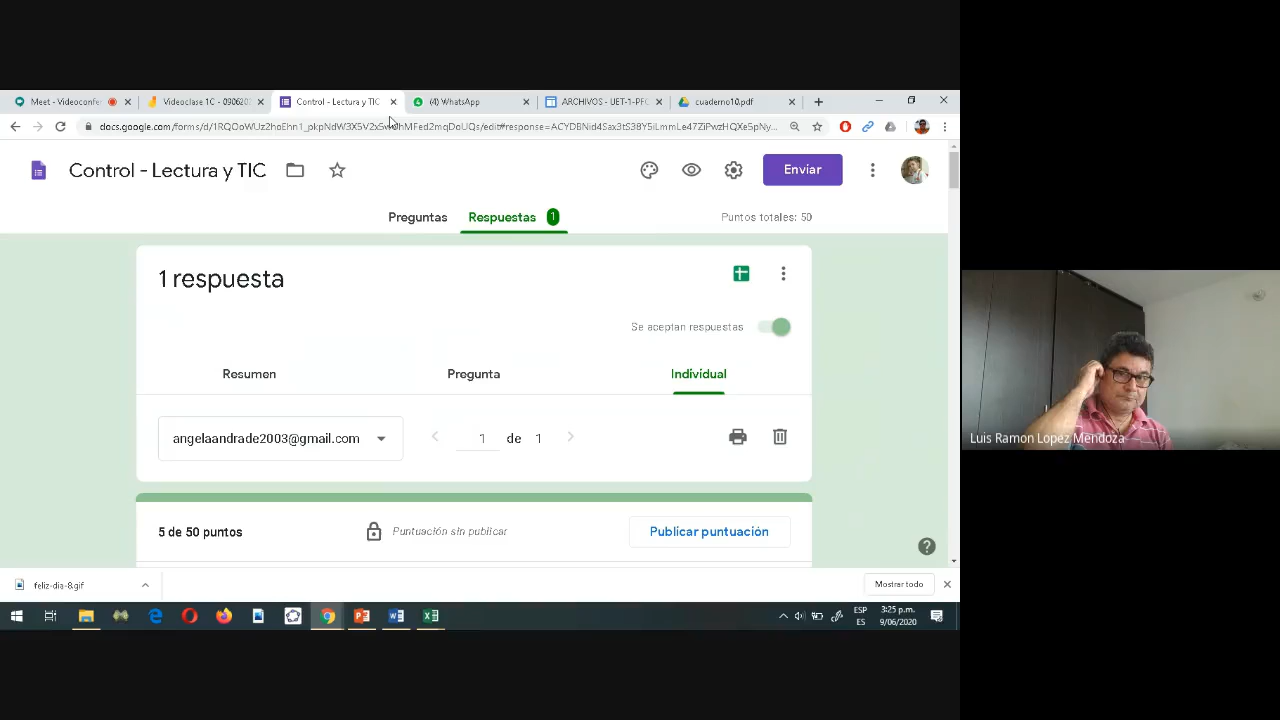 Meet - Videoconfe
Videoclase 1C - 090620
Control - Lectura y TIC
(4) WhatsApp
ARCHIVOS - UET-1-PFC
cuaderno10.pdf
Control - Lectura y TIC
Enviar
Preguntas
Respuestas 1
Puntos totales: 50
1 respuesta
Se aceptan respuestas
Resumen
Pregunta
Individual
angelaandrade2003@gmail.com
1 de 1
5 de 50 puntos
Puntuación sin publicar
Publicar puntuación
Luis Ramon Lopez Mendoza
feliz-dia-8.gif
Mostrar todo
ESP
ES
3:25 p.m.
9/06/2020